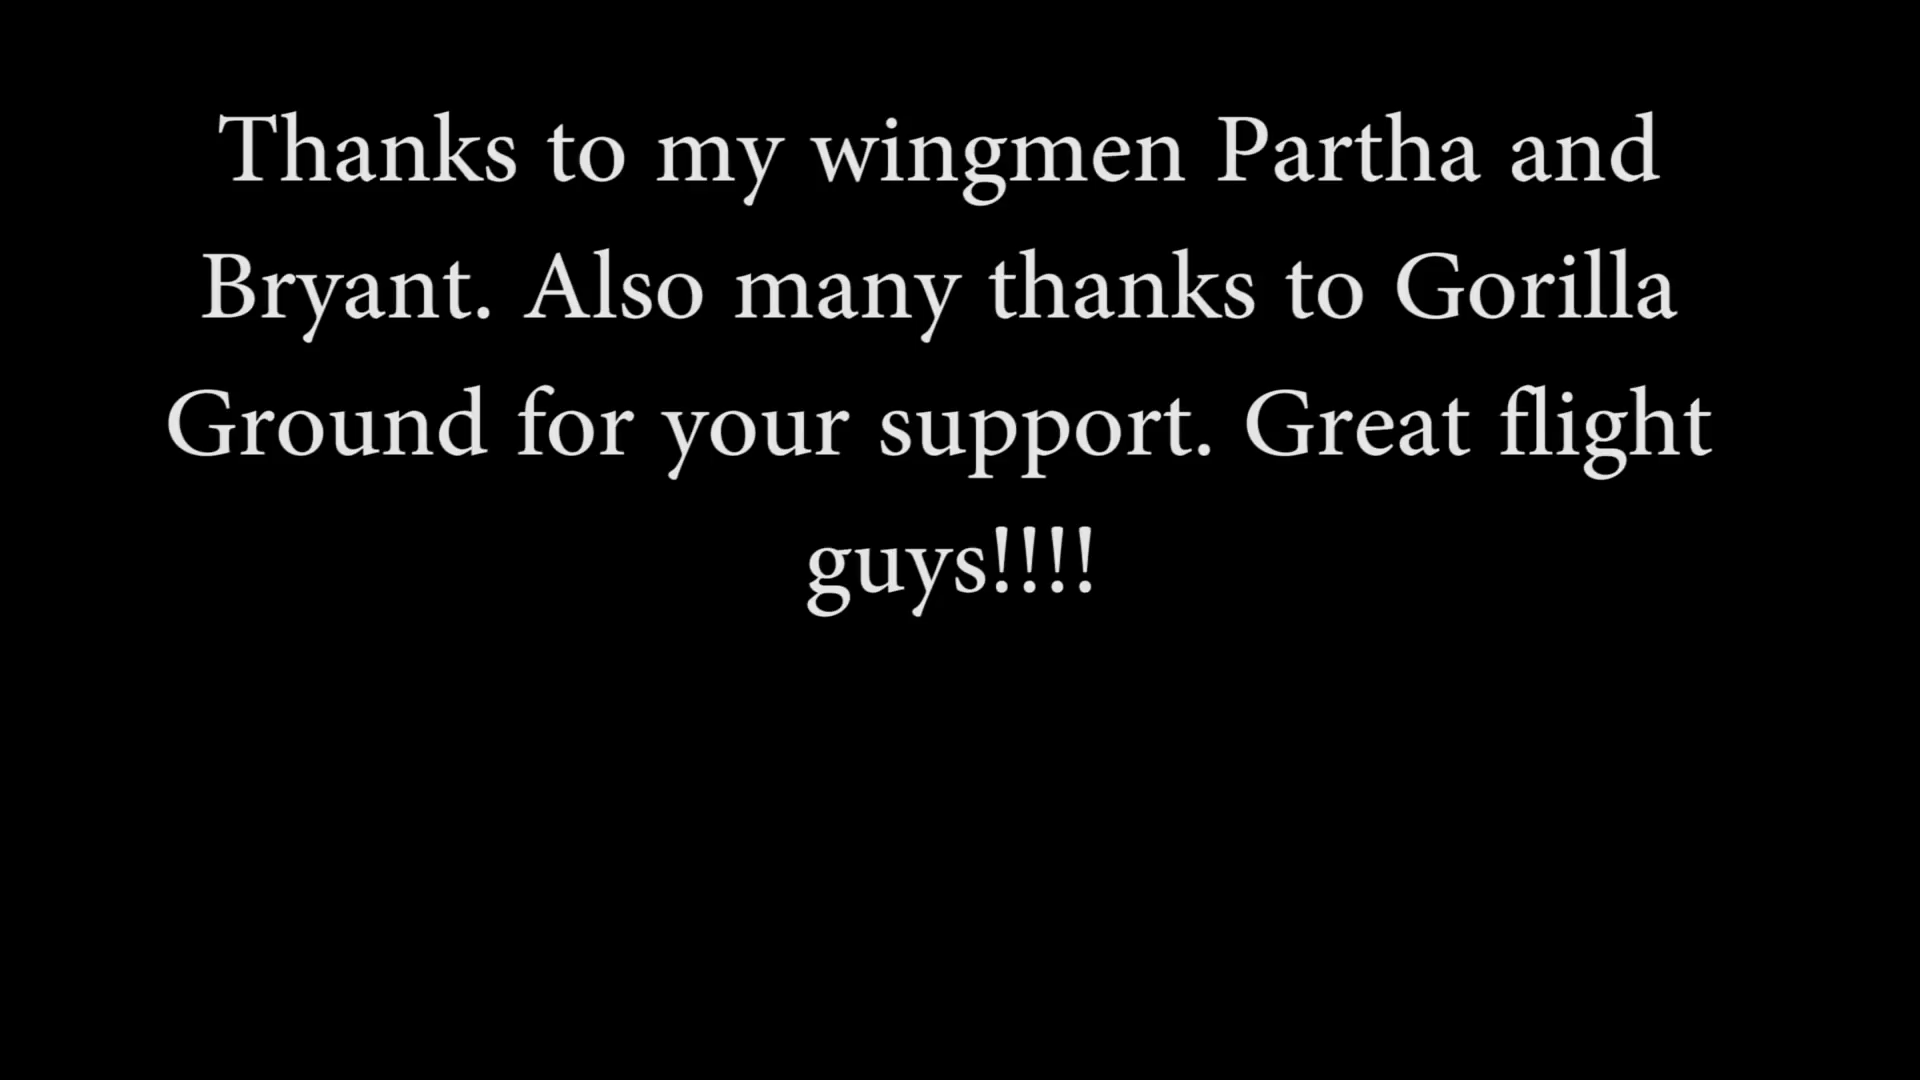 Thanks to my wingmen Partha and
Bryant. Also many thanks to Gorilla
Ground for your support. Great flight
guys!!!!